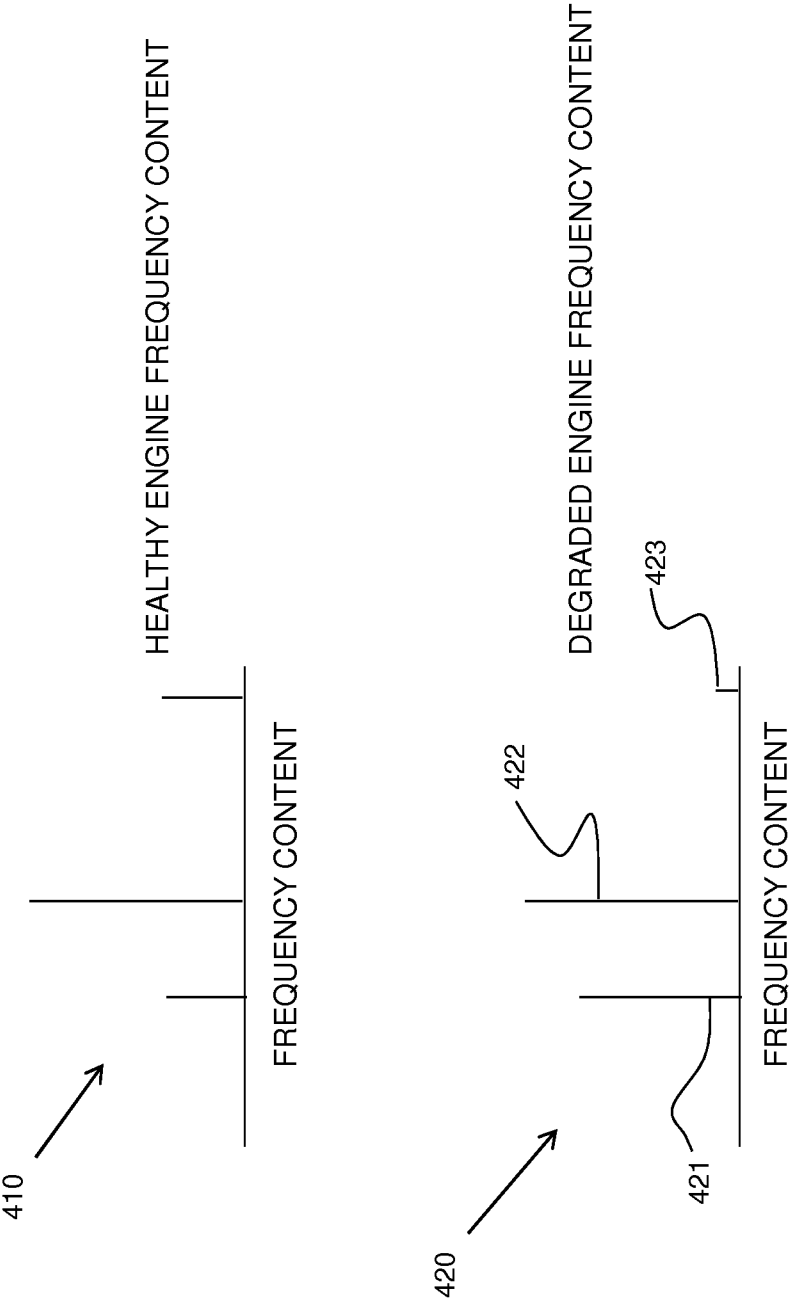 410
HEALTHY ENGINE FREQUENCY CONTENT
FREQUENCY CONTENT
420
421
422
423
DEGRADED ENGINE FREQUENCY CONTENT
FREQUENCY CONTENT